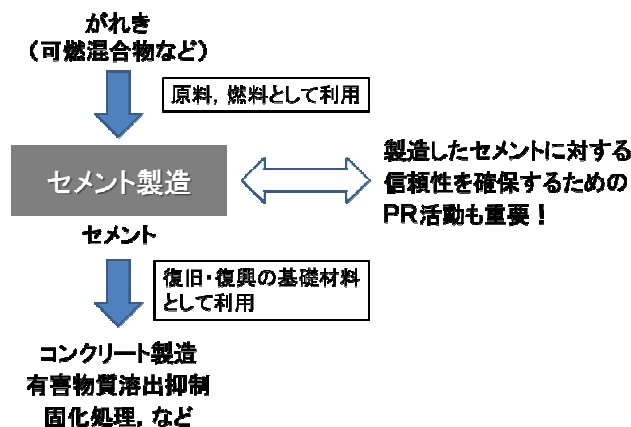 がれき
（可燃混合物など）
原料，燃料として利用
セメント製造
製造したセメントに対する
信頼性を確保するための
ＰＲ活動も重要！
セメント
復旧・復興の基礎材料
として利用
コンクリート製造
有害物質溶出抑制
固化処理，など